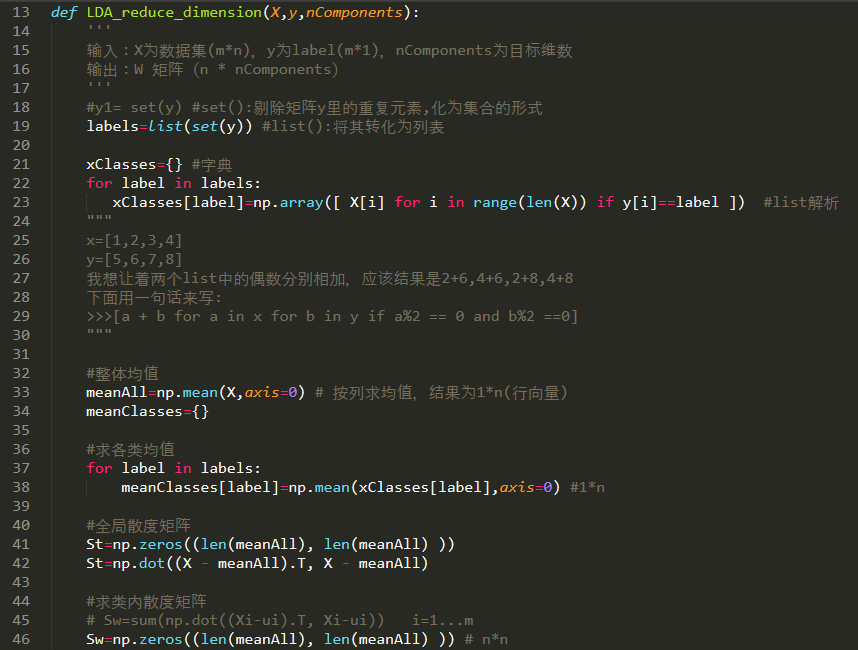 13 def LDA_reduce_dimension(X,y,nComponents):
14 '''
15 输入：X为数据集(m*n)，y为label(m*1)，nComponents为目标维数
16 输出：W 矩阵（n * nComponents）
17 '''
18 #y1= set(y) #set():剔除矩阵y里的重复元素,化为集合的形式
19 labels=list(set(y)) #list():将其转化为列表
20
21 xClasses={} #字典
22 for label in labels:
23 xClasses[label]=np.array([ X[i] for i in range(len(X)) if y[i]==label ])  #list解析
24 """
25 x=[1,2,3,4]
26 y=[5,6,7,8]
27 我想让着两个list中的偶数分别相加，应该结果是2+6,4+6,2+8,4+8
28 下面用一句话来写：
29 >>>[a + b for a in x for b in y if a%2 == 0 and b%2 ==0]
30 """
31
32 #整体均值
33 meanAll=np.mean(X,axis=0) # 按列求均值，结果为1*n(行向量)
34 meanClasses={}
35
36 #求各类均值
37 for label in labels:
38 meanClasses[label]=np.mean(xClasses[label],axis=0) #1*n
39
40 #全局散度矩阵
41 St=np.zeros((len(meanAll), len(meanAll) ))
42 St=np.dot((X - meanAll).T, X - meanAll)
43
44 #求类内散度矩阵
45 # Sw=sum(np.dot((Xi-ui).T, Xi-ui))   i=1...m
46 Sw=np.zeros((len(meanAll), len(meanAll) )) # n*n